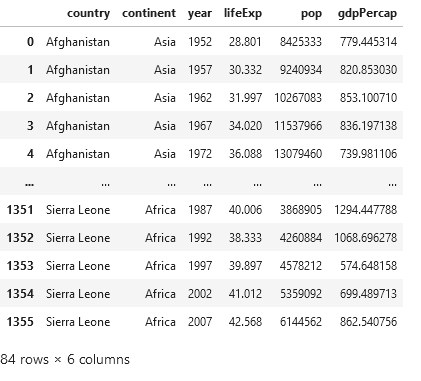 country continent year lifeExp pop gdpPercap
0 Afghanistan Asia 1952 28.801 8425333 779.445314
1 Afghanistan Asia 1957 30.332 9240934 820.853030
2 Afghanistan Asia 1962 31.997 10267083 853.100710
3 Afghanistan Asia 1967 34.020 11537966 836.197138
4 Afghanistan Asia 1972 36.088 13079460 739.981106
... ... ... ... ... ... ...
1351 Sierra Leone Africa 1987 40.006 3868905 1294.447788
1352 Sierra Leone Africa 1992 38.333 4260884 1068.696278
1353 Sierra Leone Africa 1997 39.897 4578212 574.648158
1354 Sierra Leone Africa 2002 41.012 5359092 699.489713
1355 Sierra Leone Africa 2007 42.568 6144562 862.540756
84 rows × 6 columns